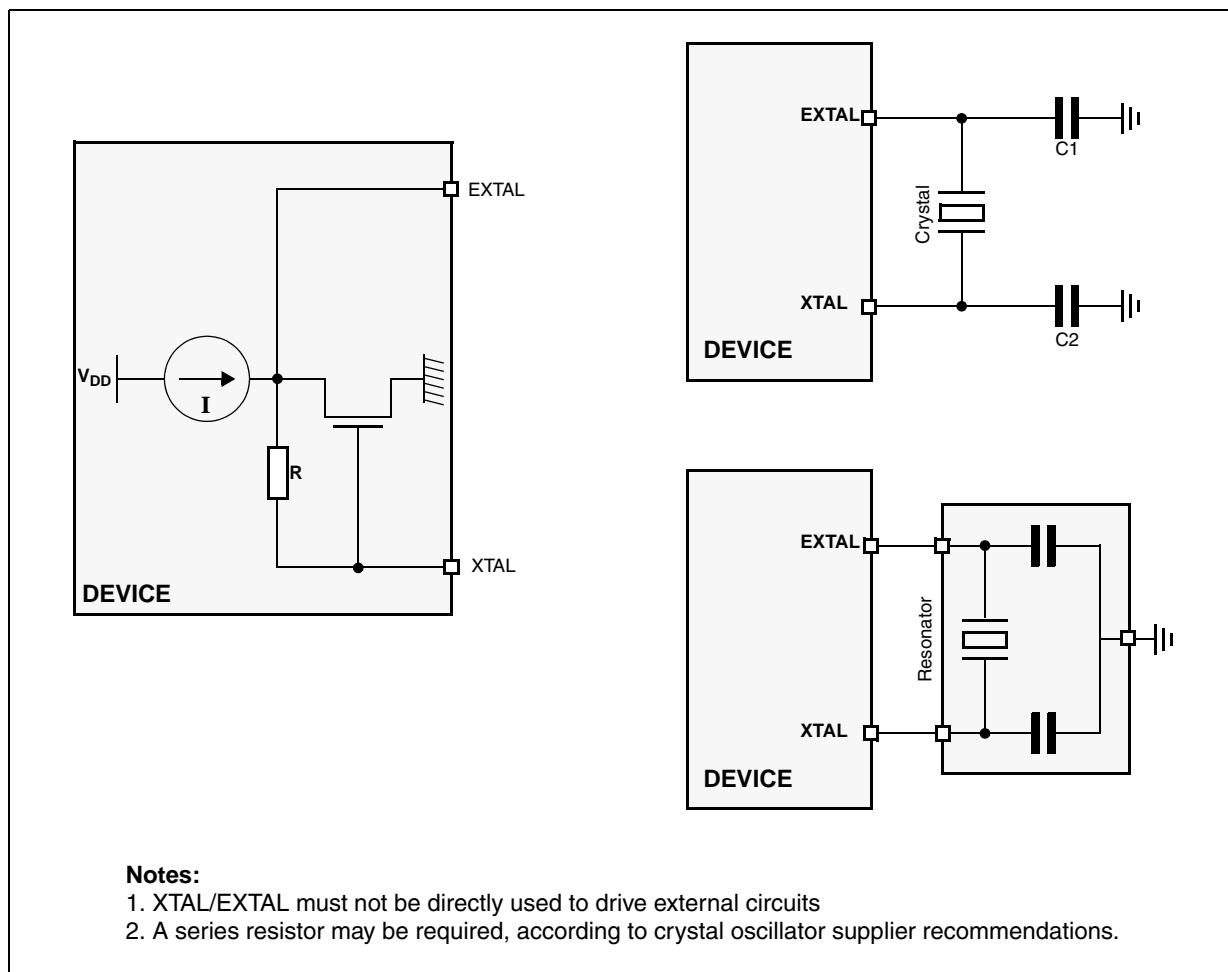 EXTAL
V_DD
I
R
XTAL
DEVICE
EXTAL
C1
Crystal
XTAL
C2
DEVICE
EXTAL
Resonator
XTAL
DEVICE
Notes:
1. XTAL/EXTAL must not be directly used to drive external circuits
2. A series resistor may be required, according to crystal oscillator supplier recommendations.